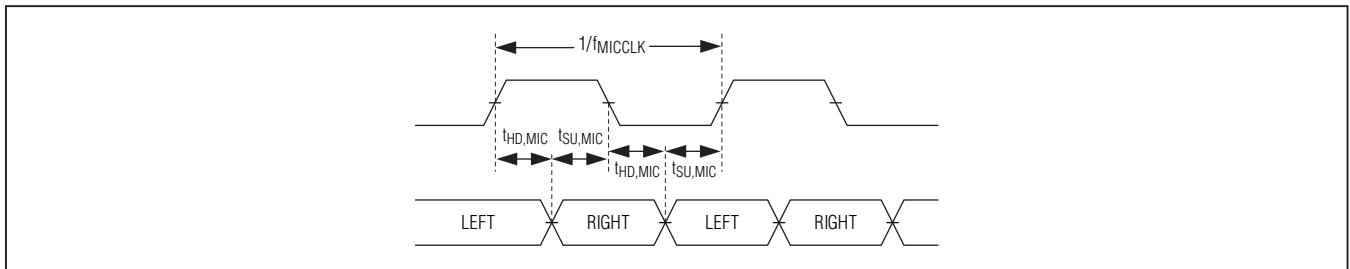 1/fMICCLK
tHD,MIC tSU,MIC
tHD,MIC tSU,MIC
LEFT RIGHT LEFT RIGHT